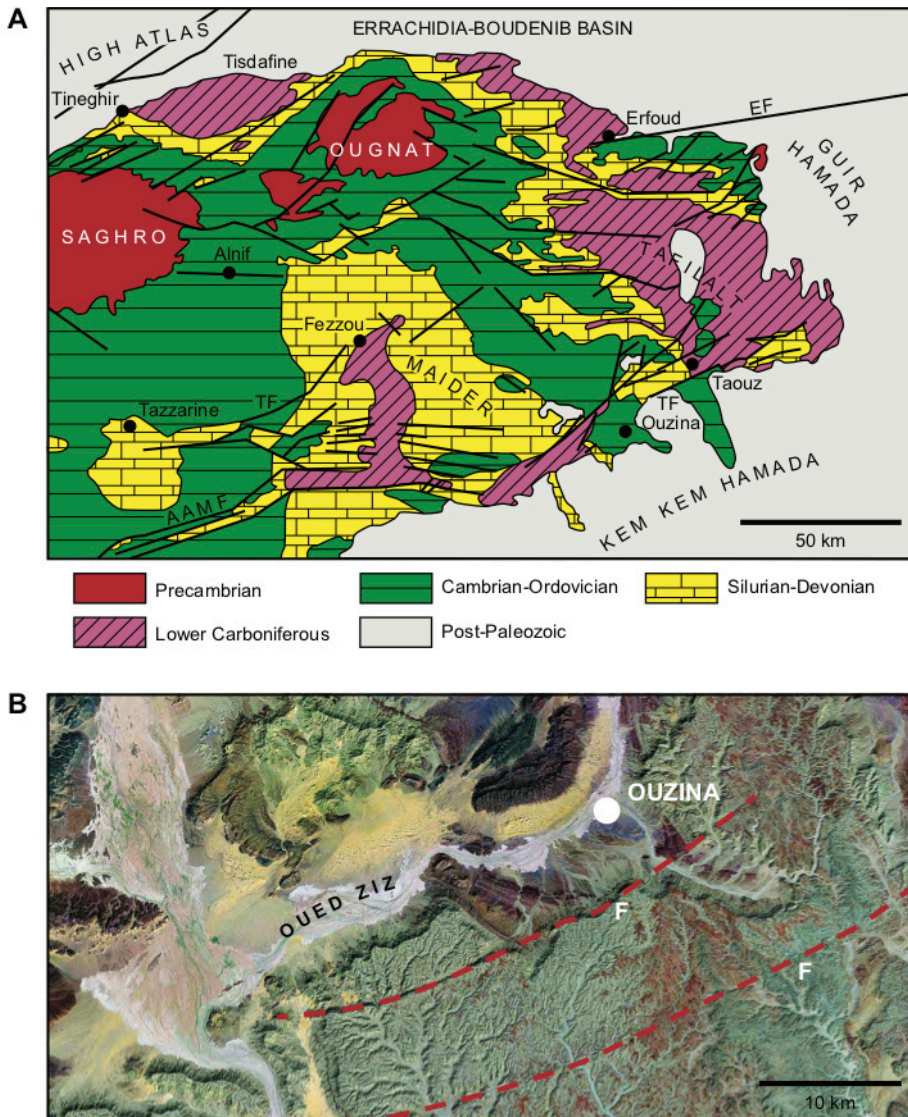 A
HIGH ATLAS
ERRACHIDIA-BOUDENIB BASIN
Tisdafine
Tineghir
Erfoud
EF
OUGNAT
GUIR
HAMADA
SAGHRO
Alnif
TAFILALT
Fezzou
MAIDER
Taouz
TF
Tazzarine
TF
Ouzina
AAMF
KEM KEM HAMADA
50 km
Precambrian
Cambrian-Ordovician
Silurian-Devonian
Lower Carboniferous
Post-Paleozoic
B
OUZINA
OUED ZIZ
F
F
10 km